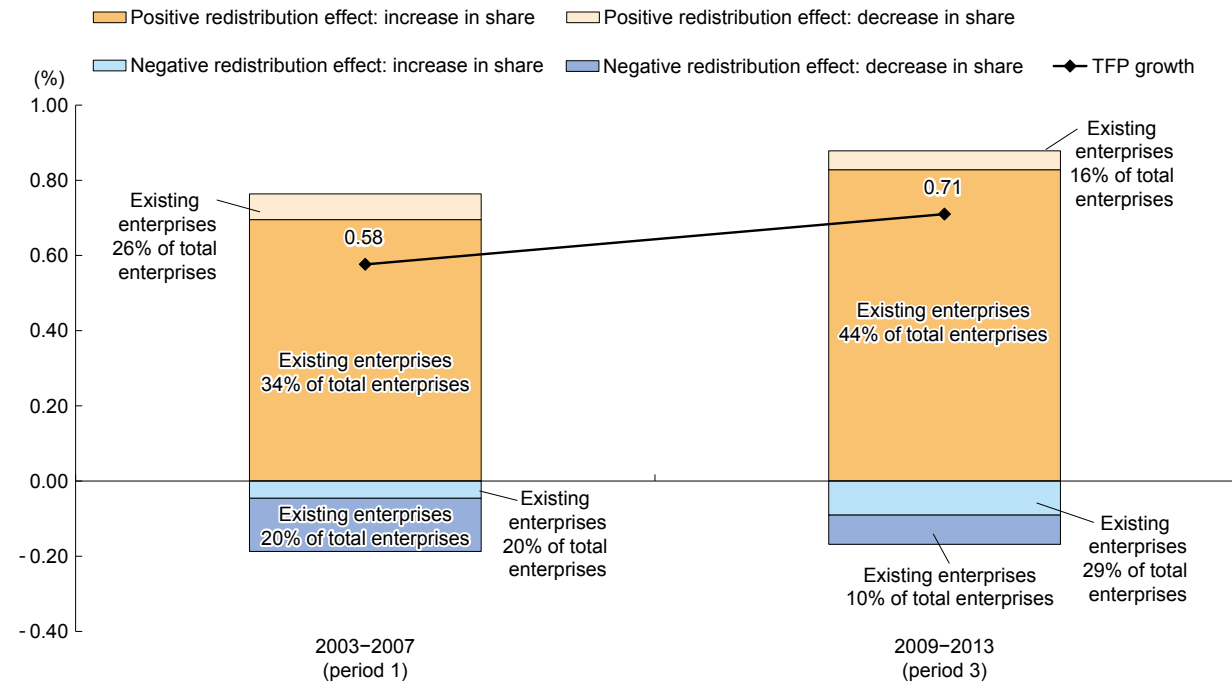 Positive redistribution effect: increase in share
Positive redistribution effect: decrease in share
Negative redistribution effect: increase in share
Negative redistribution effect: decrease in share
TFP growth
(%)
1.00
0.80
0.60
0.40
0.20
0.00
- 0.20
- 0.40
Existing
enterprises
26% of total
enterprises
0.58
Existing enterprises
34% of total enterprises
Existing enterprises
20% of total enterprises
Existing
enterprises
20% of total
enterprises
Existing
enterprises
16% of total
enterprises
0.71
Existing enterprises
44% of total enterprises
Existing
enterprises
29% of total
enterprises
Existing enterprises
10% of total enterprises
2003−2007
(period 1)
2009−2013
(period 3)